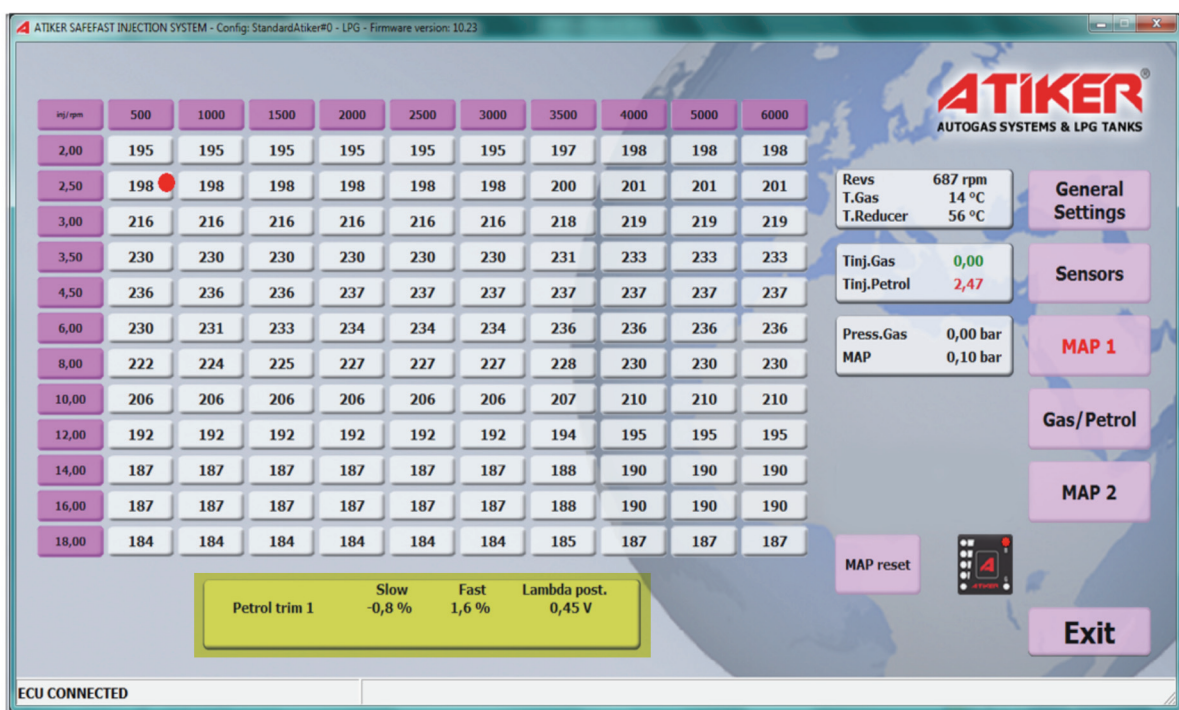 ATIKER SAFEFAST INJECTION SYSTEM - Config: StandardAtiker#0 - LPG - Firmware version: 10.23
ATIKER®
AUTOGAS SYSTEMS & LPG TANKS
inj/rpm 500 1000 1500 2000 2500 3000 3500 4000 5000 6000
2,00 195 195 195 195 195 195 197 198 198 198
2,50 198 198 198 198 198 198 200 201 201 201
3,00 216 216 216 216 216 216 218 219 219 219
3,50 230 230 230 230 230 231 233 233 233 233
4,50 236 236 236 237 237 237 237 237 237 237
6,00 230 231 233 234 234 234 236 236 236 236
8,00 222 224 225 227 227 227 228 230 230 230
10,00 206 206 206 206 206 206 207 210 210 210
12,00 192 192 192 192 192 192 194 195 195 195
14,00 187 187 187 187 187 187 188 190 190 190
16,00 187 187 187 187 187 187 188 190 190 190
18,00 184 184 184 184 184 184 185 187 187 187
Revs 687 rpm
T.Gas 14 °C
T.Reducer 56 °C
Tinj.Gas 0,00
Tinj.Petrol 2,47
Press.Gas 0,00 bar
MAP 0,10 bar
General
Settings
Sensors
MAP 1
Gas/Petrol
MAP 2
MAP reset
ATIKER
Exit
Slow Fast Lambda post.
Petrol trim 1 -0,8 % 1,6 % 0,45 V
ECU CONNECTED